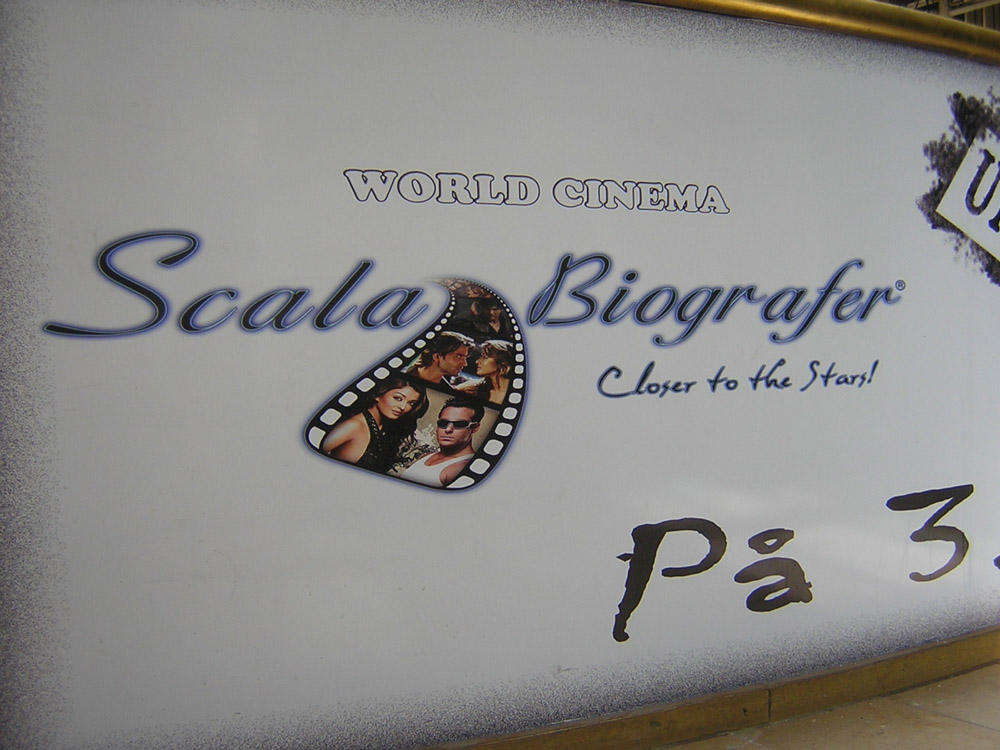 WORLD CINEMA
Scala Biografer®
Closer to the Stars!
På 3